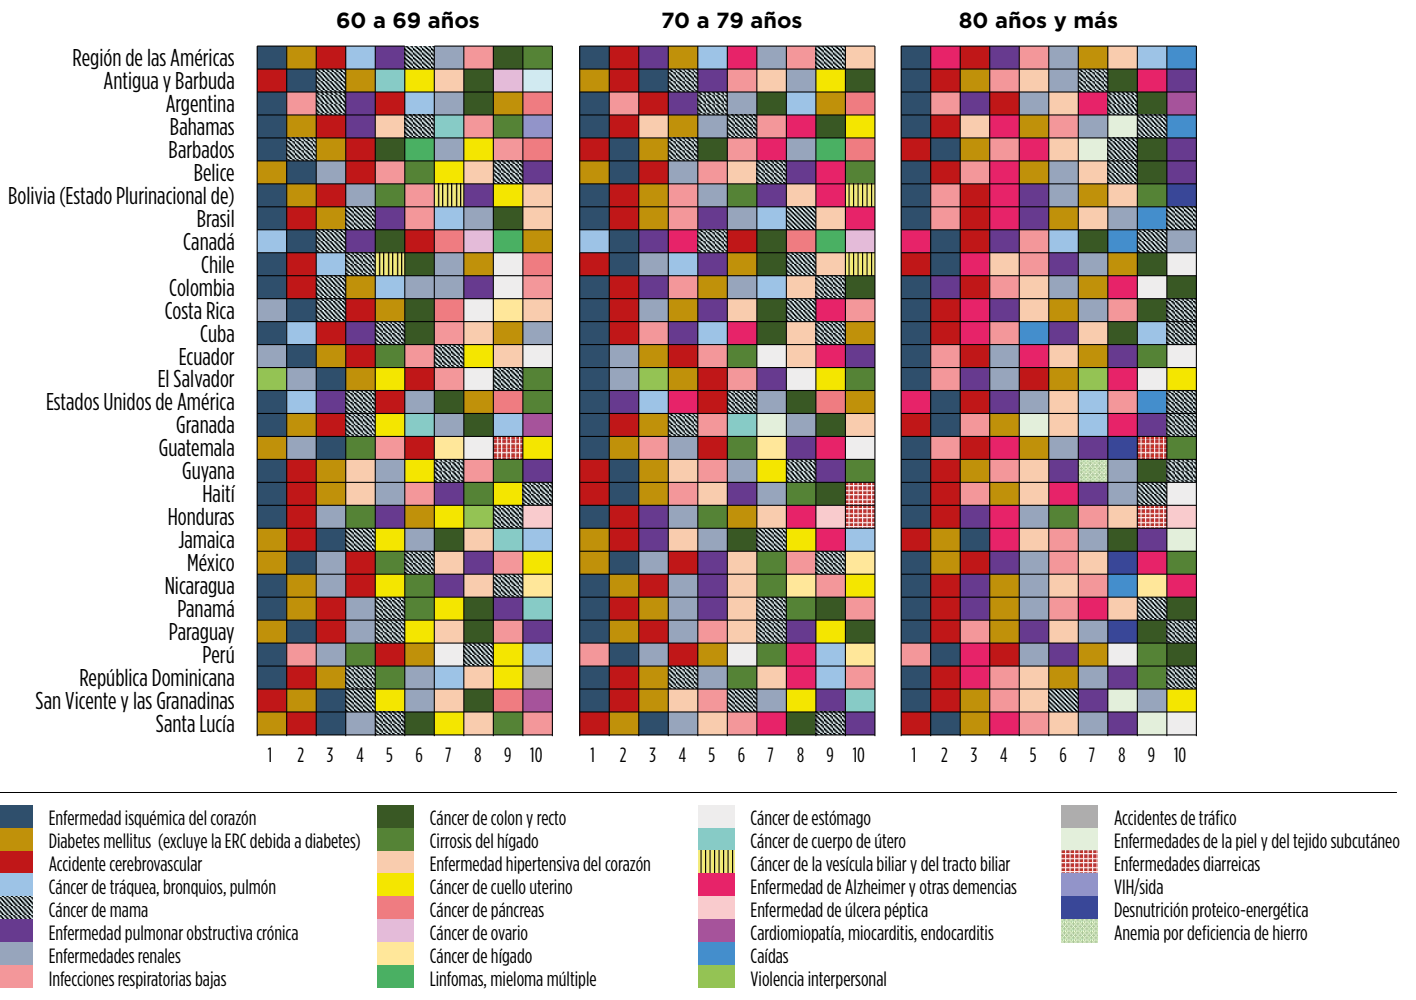 60 a 69 años 70 a 79 años 80 años y más
Región de las Américas
Antigua y Barbuda
Argentina
Bahamas
Barbados
Belice
Bolivia (Estado Plurinacional de)
Brasil
Canadá
Chile
Colombia
Costa Rica
Cuba
Ecuador
El Salvador
Estados Unidos de América
Granada
Guatemala
Guyana
Haití
Honduras
Jamaica
México
Nicaragua
Panamá
Paraguay
Perú
República Dominicana
San Vicente y las Granadinas
Santa Lucía
1 2 3 4 5 6 7 8 9 10 1 2 3 4 5 6 7 8 9 10 1 2 3 4 5 6 7 8 9 10
Enfermedad isquémica del corazón
Diabetes mellitus (excluye la ERC debida a diabetes)
Accidente cerebrovascular
Cáncer de tráquea, bronquios, pulmón
Cáncer de mama
Enfermedad pulmonar obstructiva crónica
Enfermedades renales
Infecciones respiratorias bajas
Cáncer de colon y recto
Cirrosis del hígado
Enfermedad hipertensiva del corazón
Cáncer de cuello uterino
Cáncer de páncreas
Cáncer de ovario
Cáncer de hígado
Linfomas, mieloma múltiple
Cáncer de estómago
Cáncer de cuerpo de útero
Cáncer de la vesícula biliar y del tracto biliar
Enfermedad de Alzheimer y otras demencias
Enfermedad de úlcera péptica
Cardiomiopatía, miocarditis, endocarditis
Caídas
Violencia interpersonal
Accidentes de tráfico
Enfermedades de la piel y del tejido subcutáneo
Enfermedades diarreicas
VIH/sida
Desnutrición proteico-energética
Anemia por deficiencia de hierro